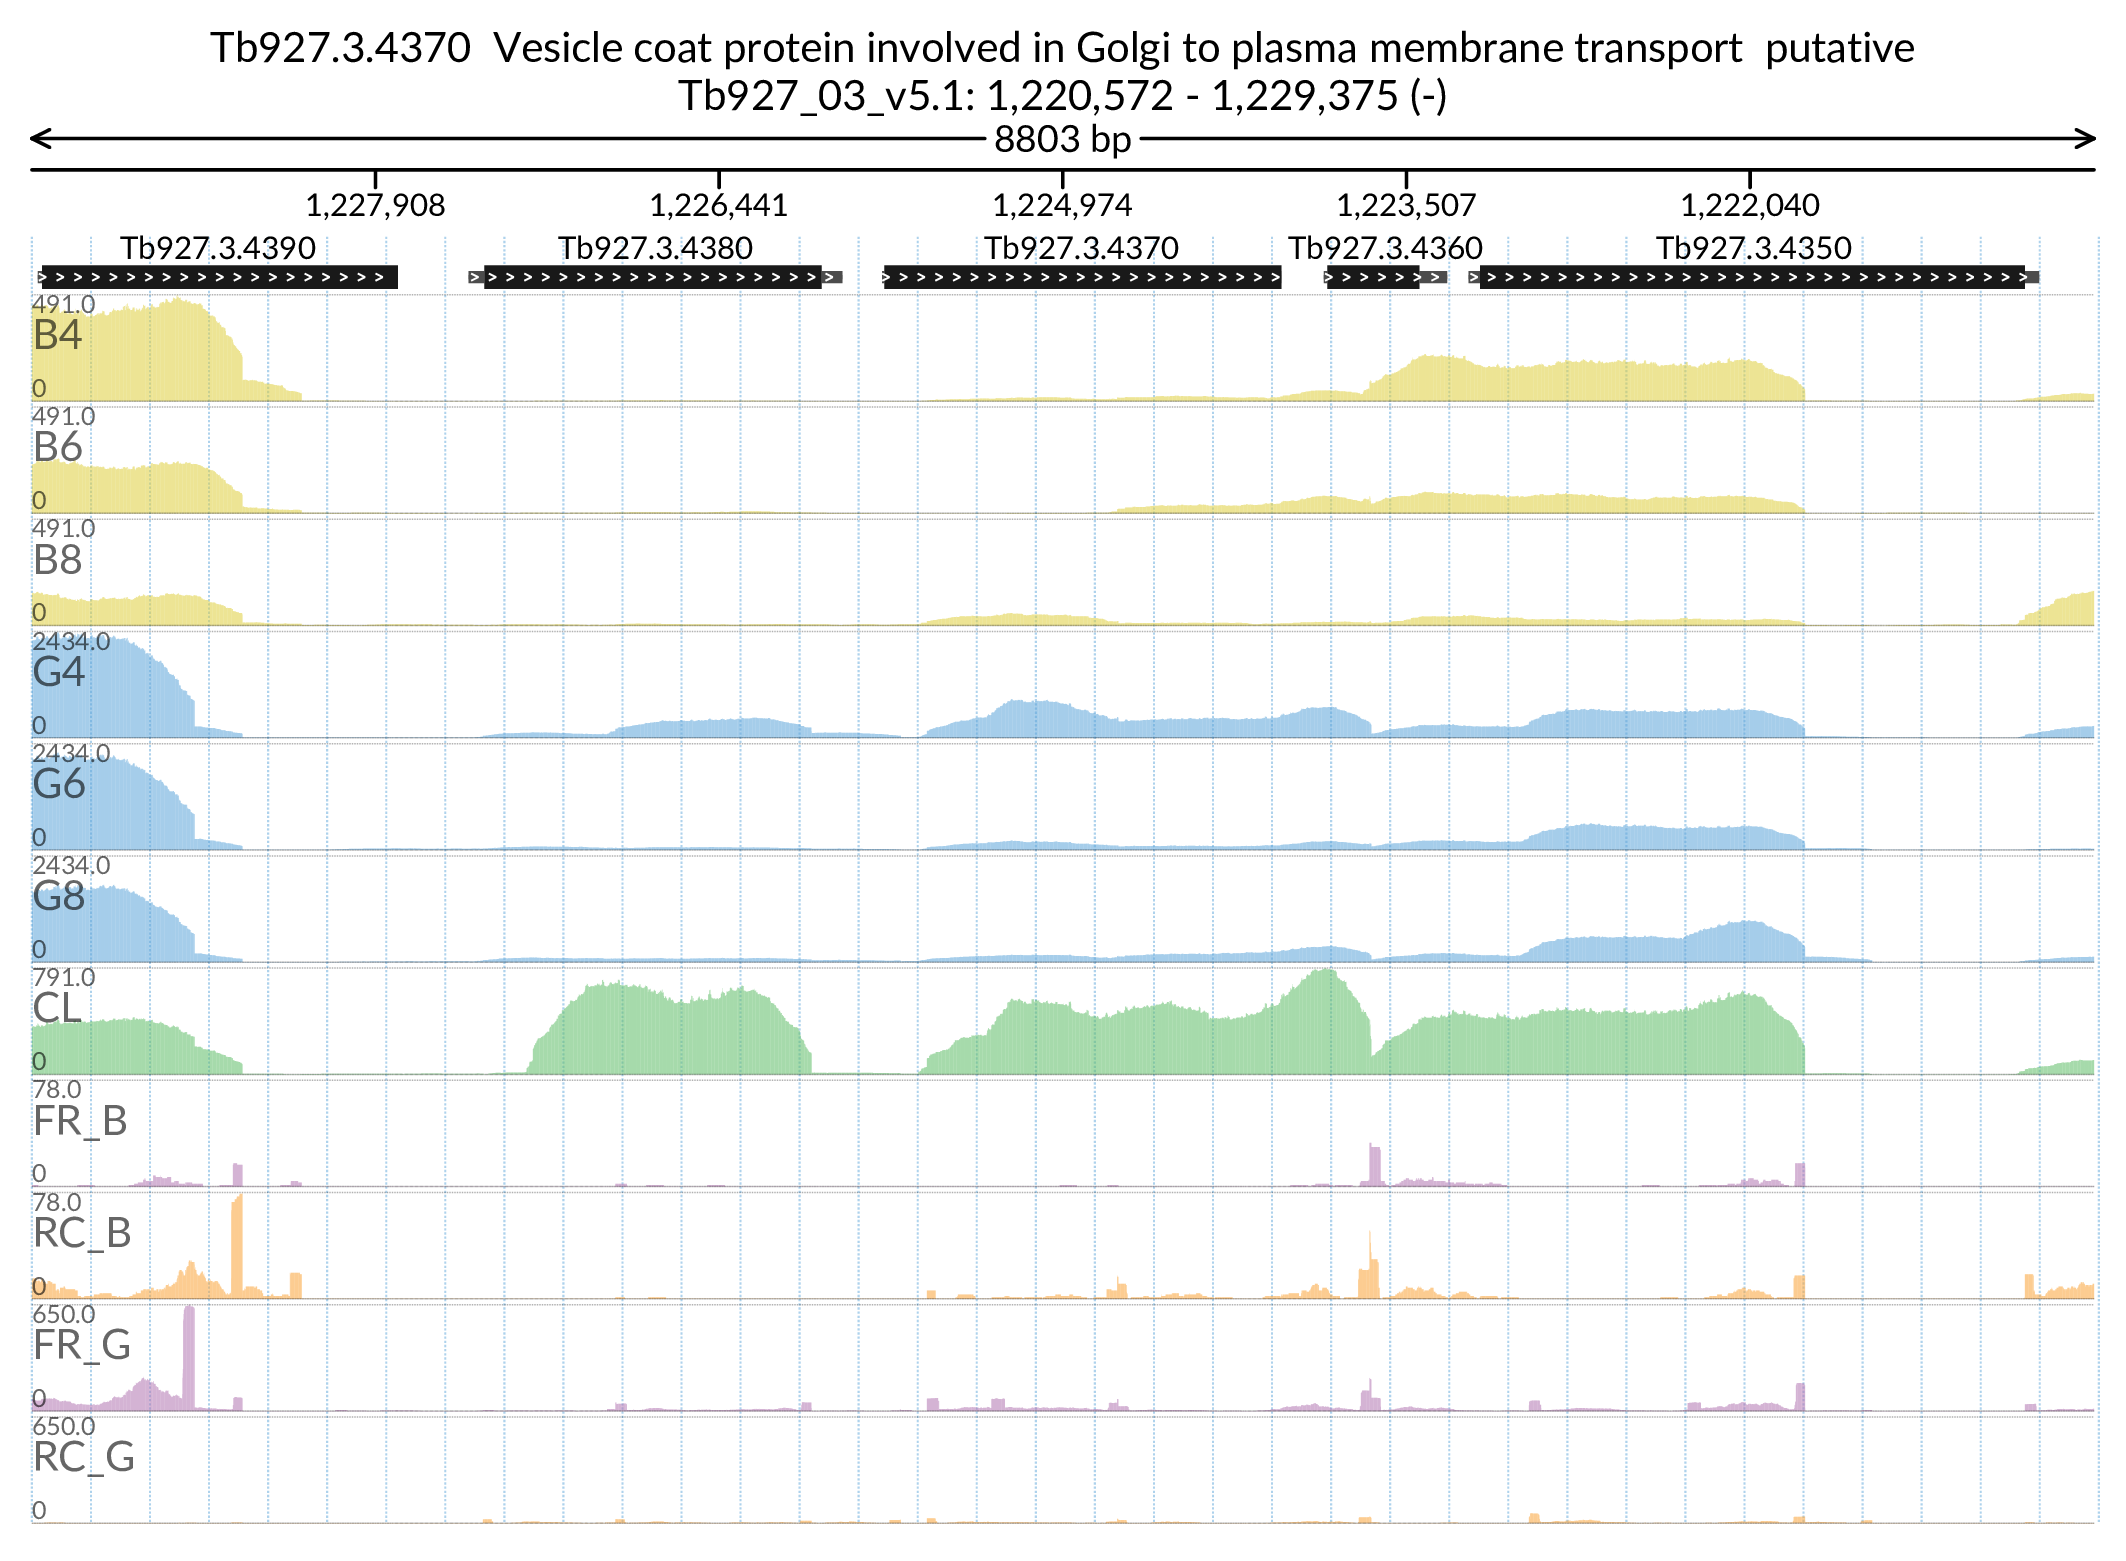 Tb927.3.4370  Vesicle coat protein involved in Golgi to plasma membrane transport  putative
Tb927_03_v5.1: 1,220,572 - 1,229,375 (-)
8803 bp
1,227,908 1,226,441 1,224,974 1,223,507 1,222,040
Tb927.3.4390 Tb927.3.4380 Tb927.3.4370 Tb927.3.4360 Tb927.3.4350
491.0
B4
0
491.0
B6
0
491.0
B8
0
2434.0
G4
0
2434.0
G6
0
2434.0
G8
0
791.0
CL
0
78.0
FR_B
0
78.0
RC_B
0
650.0
FR_G
0
650.0
RC_G
0